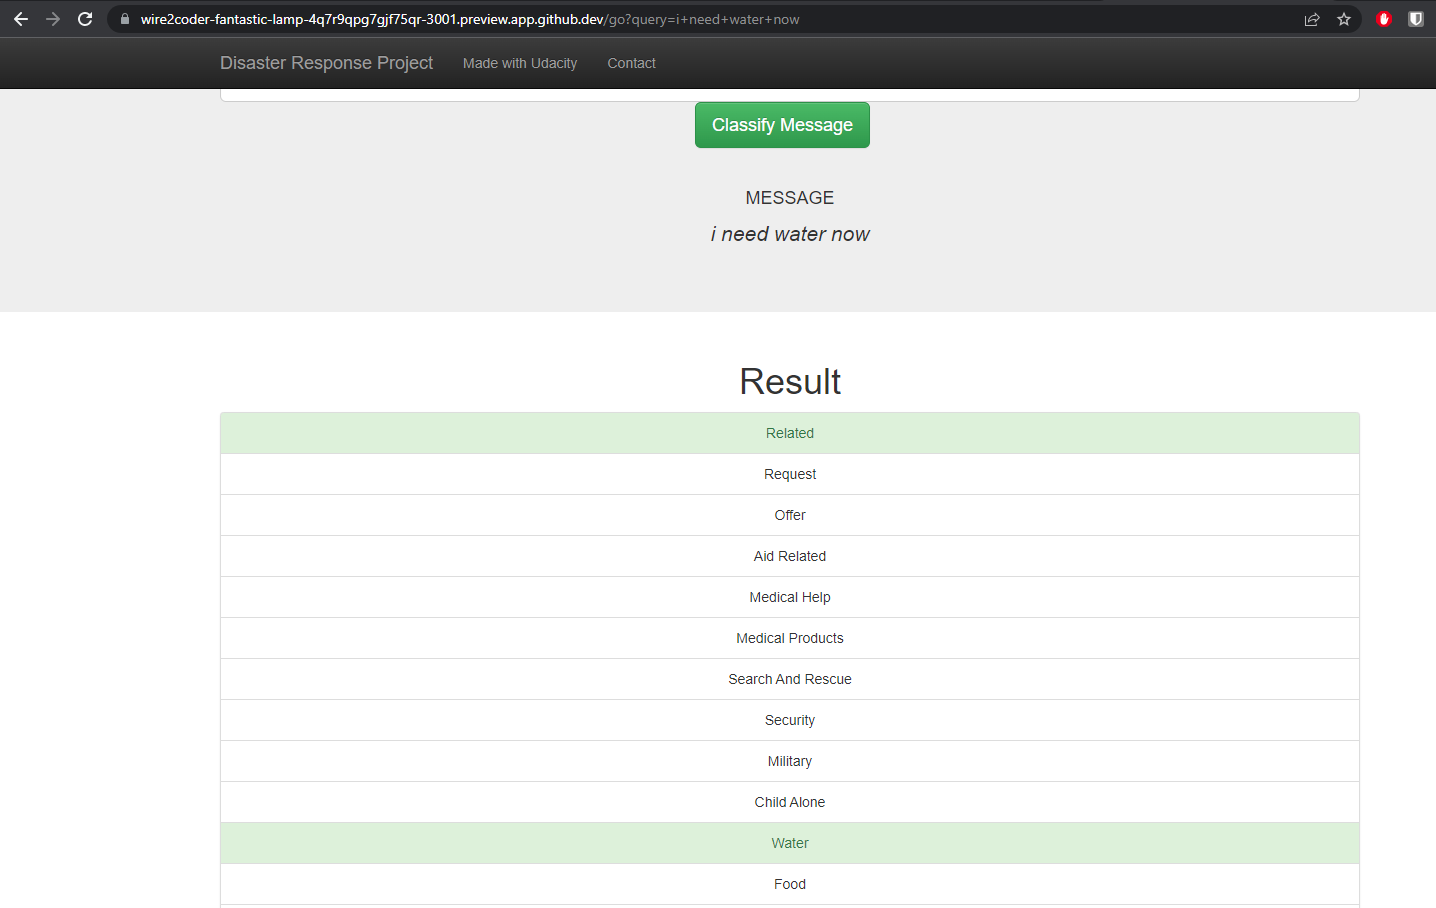 wire2coder-fantastic-lamp-4q7r9qpg7gjf75qr-3001.preview.app.github.dev/go?query=i+need+water+now
Disaster Response Project Made with Udacity Contact
Classify Message
MESSAGE
i need water now
Result
Related
Request
Offer
Aid Related
Medical Help
Medical Products
Search And Rescue
Security
Military
Child Alone
Water
Food